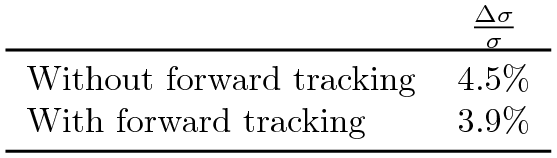 Δσ/σ
Without forward tracking 4.5%
With forward tracking 3.9%